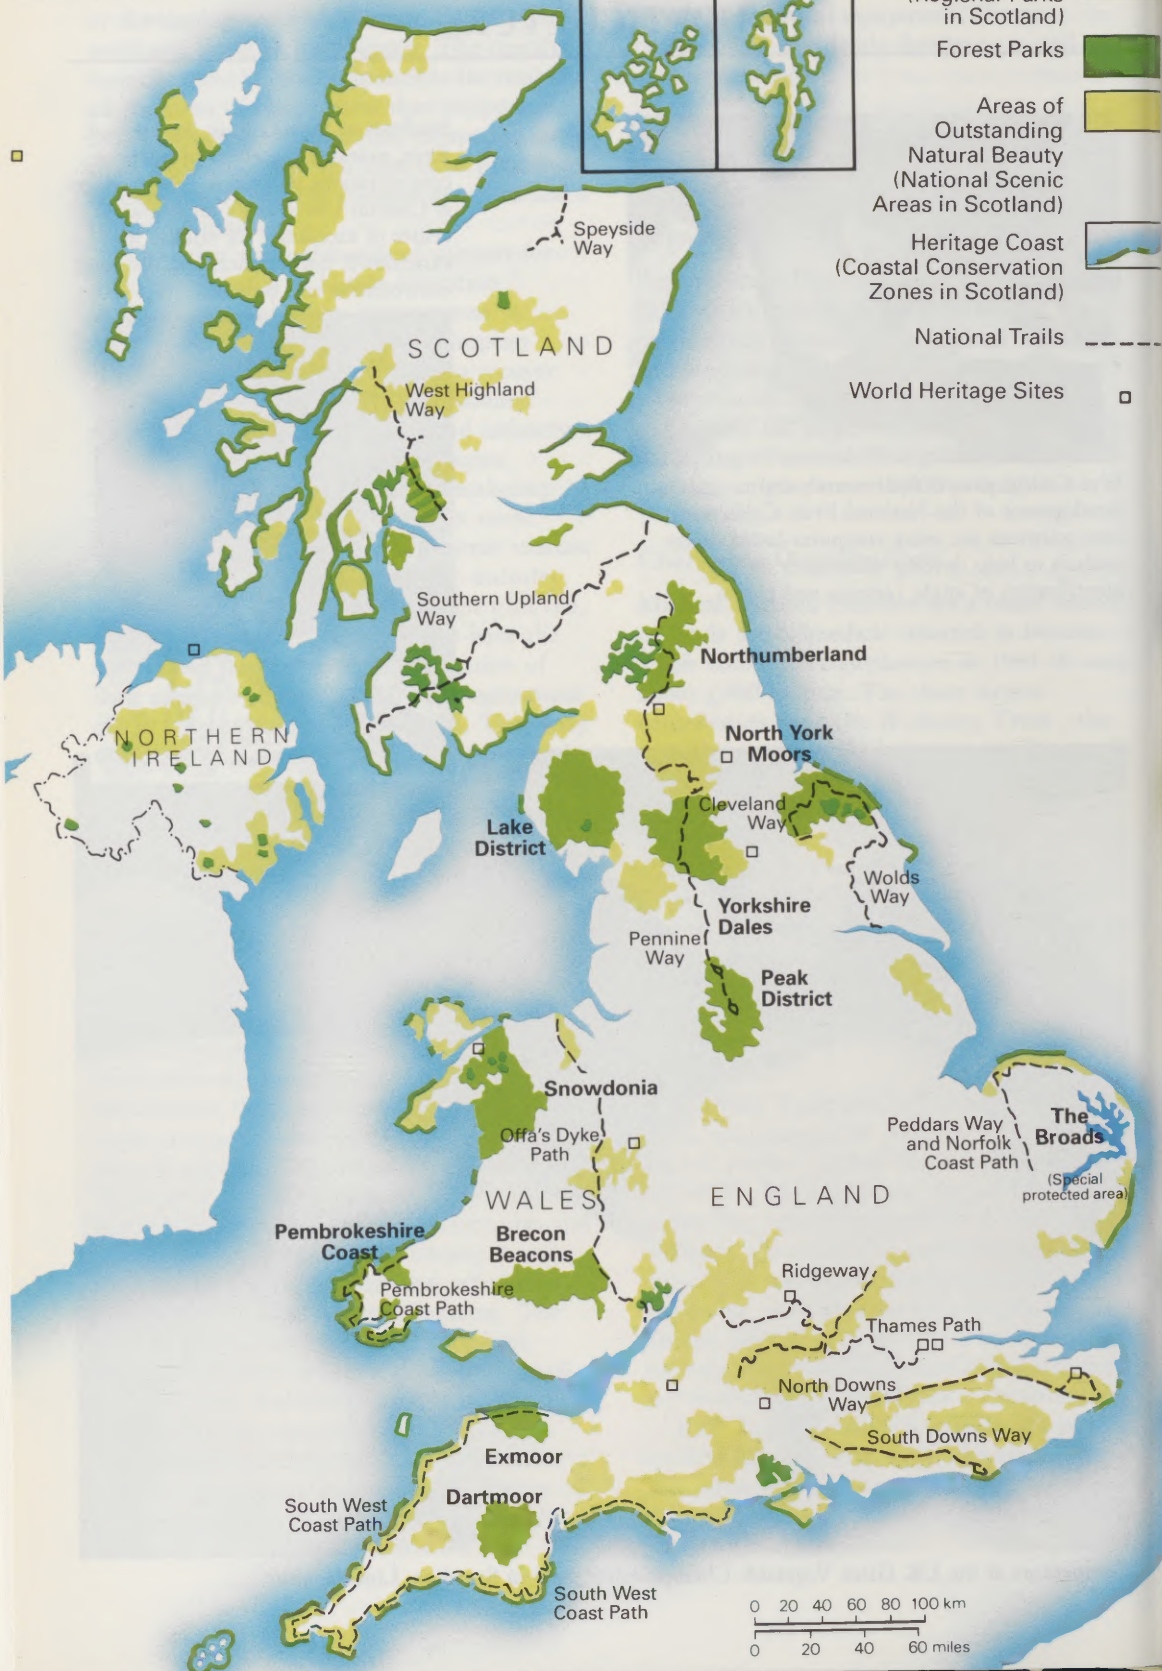 (Regional Parks
in Scotland)
Forest Parks
Areas of
Outstanding
Natural Beauty
(National Scenic
Areas in Scotland)
Heritage Coast
(Coastal Conservation
Zones in Scotland)
National Trails
World Heritage Sites
Speyside
Way
SCOTLAND
West Highland
Way
Southern Upland
Way
Northumberland
NORTHERN
IRELAND
North York
Moors
Cleveland
Way
Lake
District
Wolds
Way
Yorkshire
Dales
Pennine
Way
Peak
District
Snowdonia
Offa's Dyke
Path
Peddars Way
and Norfolk
Coast Path
The
Broads
(Special
protected area)
WALES
ENGLAND
Pembrokeshire
Coast
Brecon
Beacons
Pembrokeshire
Coast Path
Ridgeway
Thames Path
North Downs
Way
South Downs Way
Exmoor
Dartmoor
South West
Coast Path
South West
Coast Path
0 20 40 60 80 100 km
0 20 40 60 miles